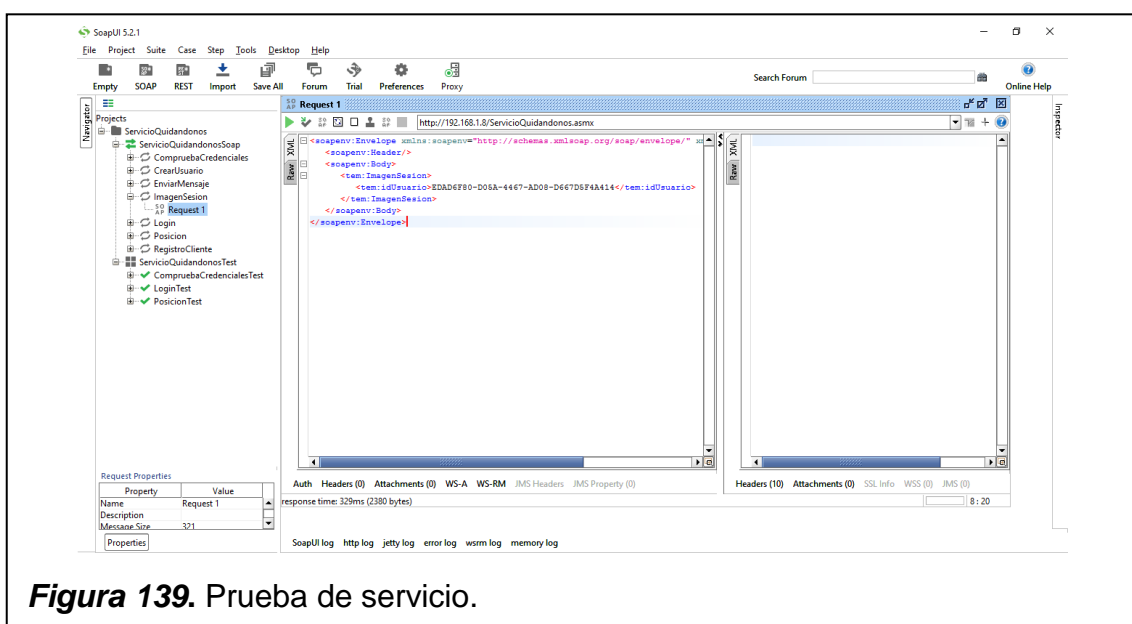 SoapUI 5.2.1
File Project Suite Case Step Tools Desktop Help
Empty SOAP REST Import Save All Forum Trial Preferences Proxy Search Forum Online Help
Navigator
Projects
ServicioQuidandonos
ServicioQuidandonosSoap
CompruebaCredenciales
CrearUsuario
EnviarMensaje
ImagenSesion
Request 1
Login
Posicion
RegistroCliente
ServicioQuidandonosTest
CompruebaCredencialesTest
LoginTest
PosicionTest
Request 1
http://192.168.1.8/ServicioQuidandonos.asmx
XML
Raw
<soapenv:Envelope xmlns:soapenv="http://schemas.xmlsoap.org/soap/envelope/"
<soapenv:Header/>
<soapenv:Body>
<tem:ImagenSesion>
<tem:idUsuario>EDAD6F80-D05A-4467-AD08-D667D5F4A414</tem:idUsuario>
</tem:ImagenSesion>
</soapenv:Body>
</soapenv:Envelope>
XML
Raw
Inspector
Auth Headers (0) Attachments (0) WS-A WS-RM JMS Headers JMS Property (0)
Headers (10) Attachments (0) SSL Info WSS (0) JMS (0)
response time: 329ms (2380 bytes)
8 : 20
Request Properties
Property Value
Name Request 1
Description
Message Size 321
Properties
SoapUI log http log jetty log error log wsrm log memory log
Figura 139. Prueba de servicio.